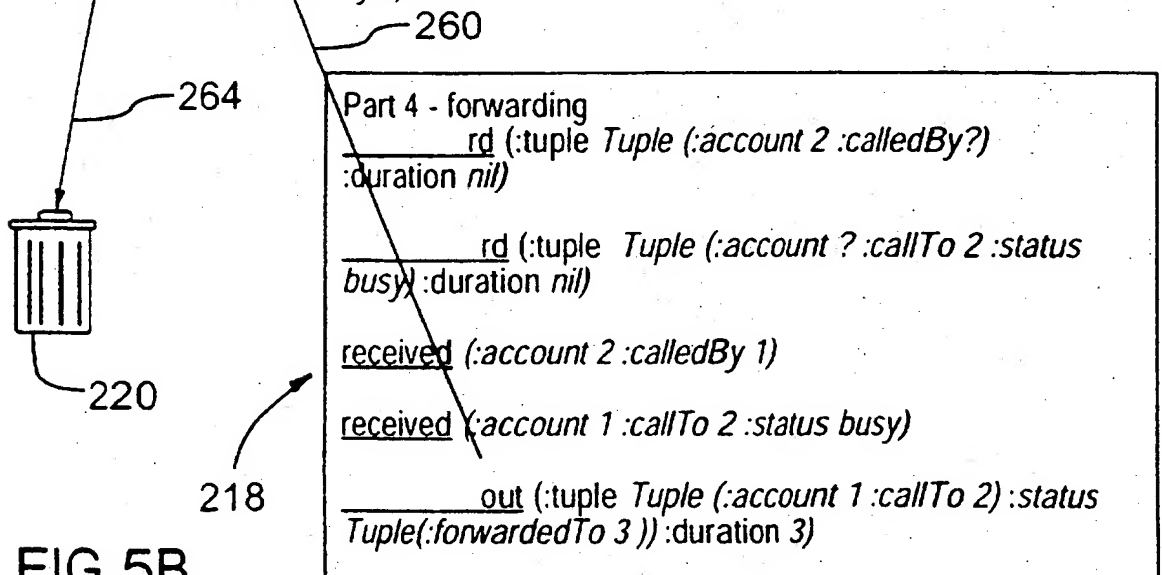 260
264
Part 4 - forwarding
rd (:tuple Tuple (:account 2 :calledBy?)
:duration nil)
rd (:tuple Tuple (:account ? :callTo 2 :status
busy) :duration nil)
received (:account 2 :calledBy 1)
220
received (:account 1 :callTo 2 :status busy)
218
out (:tuple Tuple (:account 1 :callTo 2) :status
Tuple(:forwardedTo 3 )) :duration 3)
FIG 5B